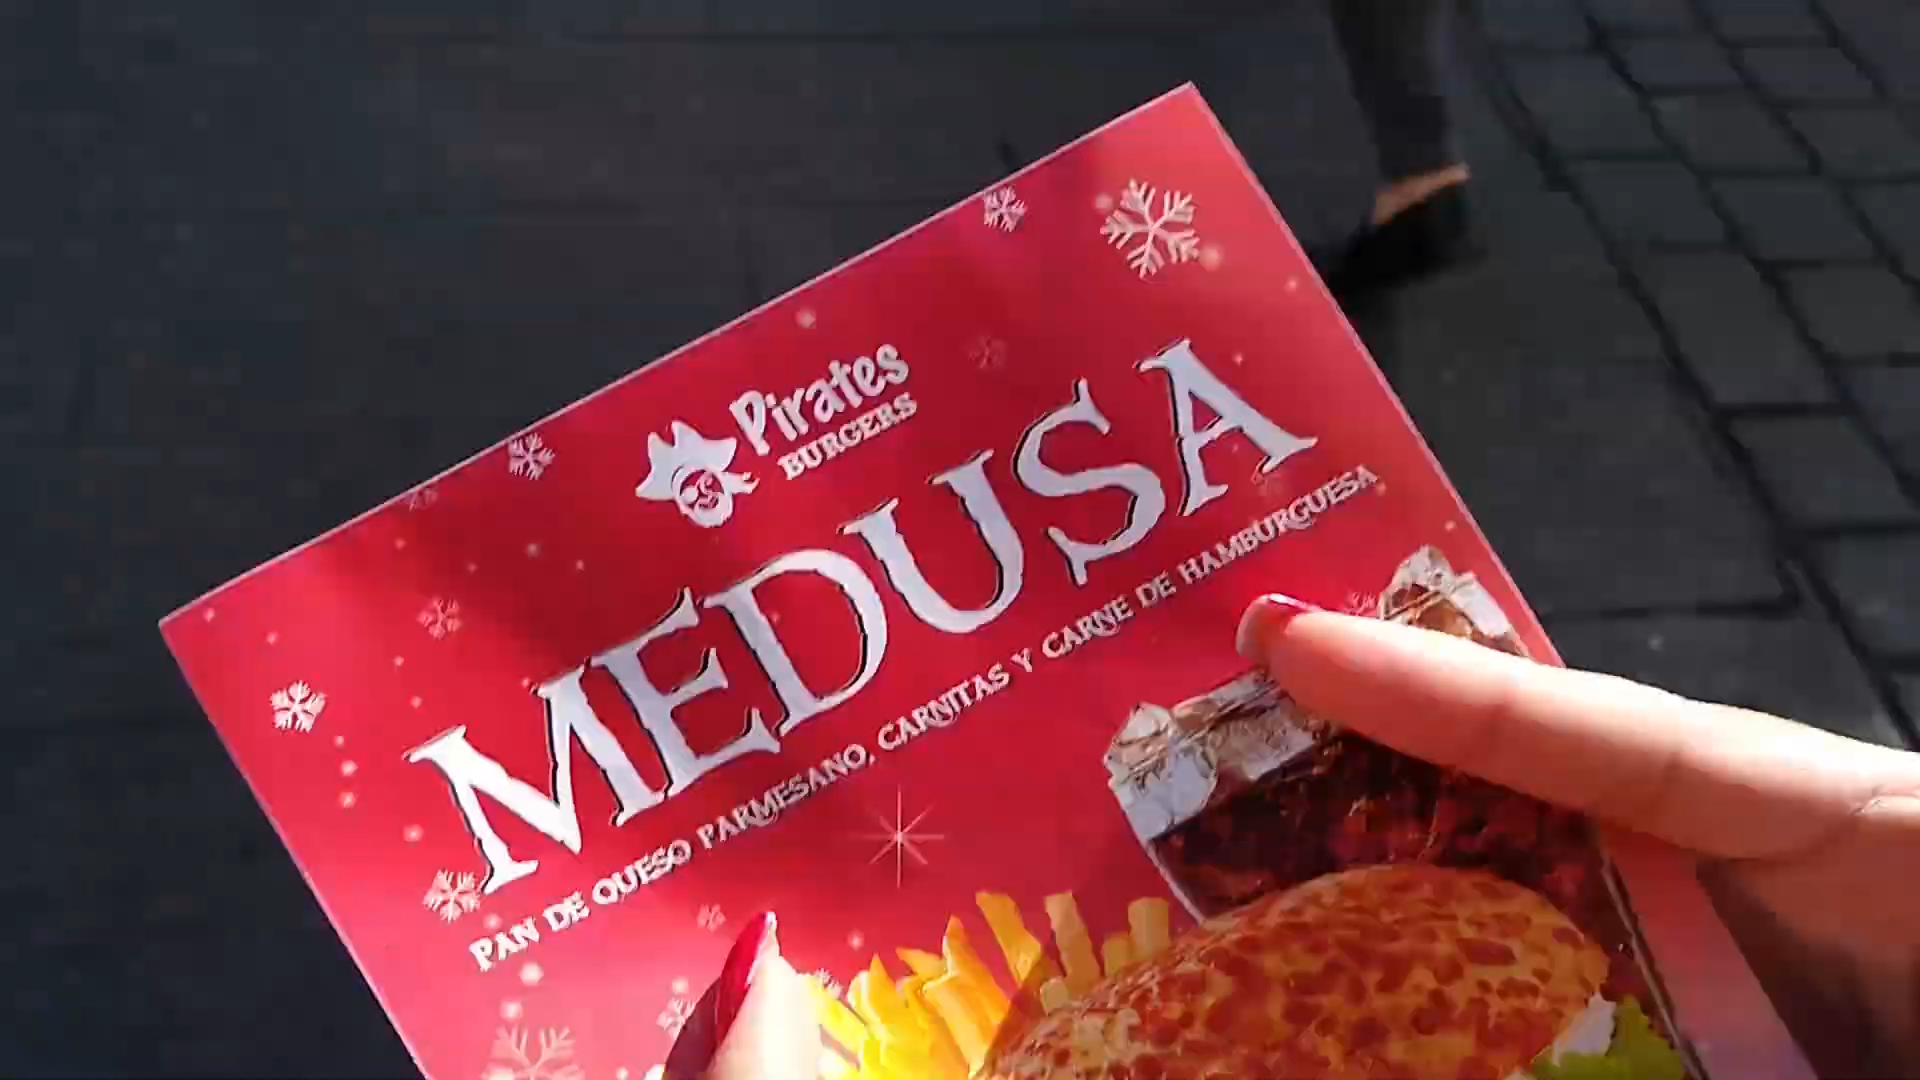 Pirates
BURGERS
MEDUSA
PAN DE QUESO PARMESANO, CARNITAS Y CARNE DE HAMBURGUESA